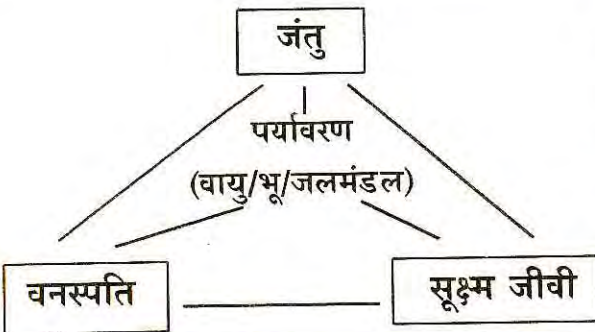 जंतु
पर्यावरण
(वायु/भू/जलमंडल)
वनस्पति
सूक्ष्म जीवी